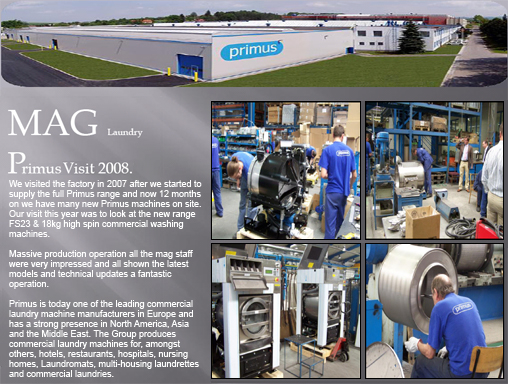 primus
MAG Laundry
Primus Visit 2008.
We visited the factory in 2007 after we started to
supply the full Primus range and now 12 months
on we have many new Primus machines on site.
Our visit this year was to look at the new range
FS23 & 18kg high spin commercial washing
machines.
Massive production operation all the mag staff
were very impressed and all shown the latest
models and technical updates a fantastic
operation.
Primus is today one of the leading commercial
laundry machine manufacturers in Europe and
has a strong presence in North America, Asia
and the Middle East. The Group produces
commercial laundry machines for, amongst
others, hotels, restaurants, hospitals, nursing
homes, Laundromats, multi-housing laundrettes
and commercial laundries.